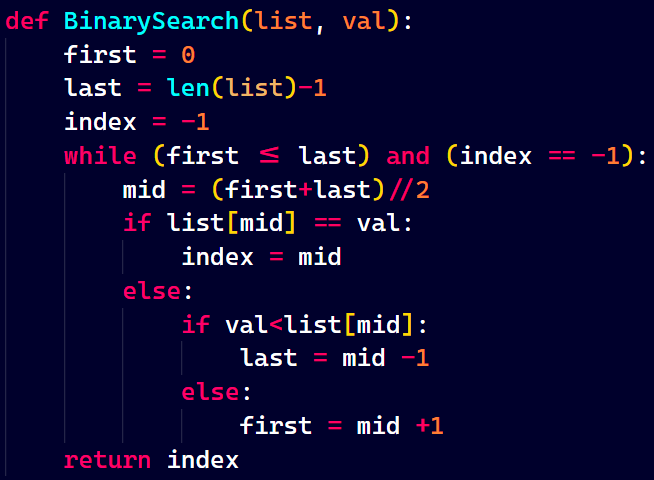 def BinarySearch(list, val):
    first = 0
    last = len(list)-1
    index = -1
    while (first ≤ last) and (index == -1):
        mid = (first+last)//2
        if list[mid] == val:
            index = mid
        else:
            if val<list[mid]:
                last = mid -1
            else:
                first = mid +1
    return index